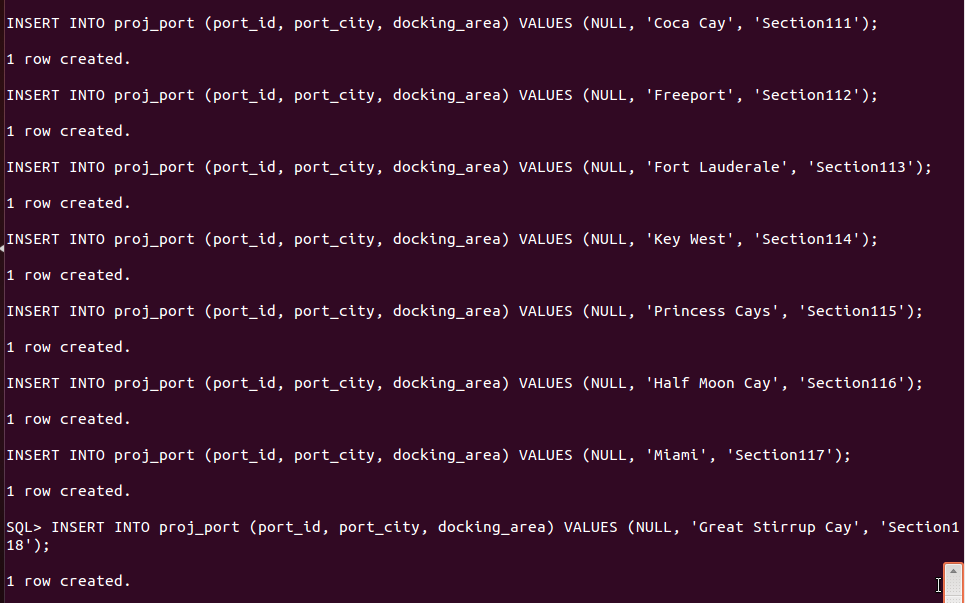 INSERT INTO proj_port (port_id, port_city, docking_area) VALUES (NULL, 'Coca Cay', 'Section111');
1 row created.
INSERT INTO proj_port (port_id, port_city, docking_area) VALUES (NULL, 'Freeport', 'Section112');
1 row created.
INSERT INTO proj_port (port_id, port_city, docking_area) VALUES (NULL, 'Fort Lauderale', 'Section113');
1 row created.
INSERT INTO proj_port (port_id, port_city, docking_area) VALUES (NULL, 'Key West', 'Section114');
1 row created.
INSERT INTO proj_port (port_id, port_city, docking_area) VALUES (NULL, 'Princess Cays', 'Section115');
1 row created.
INSERT INTO proj_port (port_id, port_city, docking_area) VALUES (NULL, 'Half Moon Cay', 'Section116');
1 row created.
INSERT INTO proj_port (port_id, port_city, docking_area) VALUES (NULL, 'Miami', 'Section117');
1 row created.
SQL> INSERT INTO proj_port (port_id, port_city, docking_area) VALUES (NULL, 'Great Stirrup Cay', 'Section1
18');
1 row created.